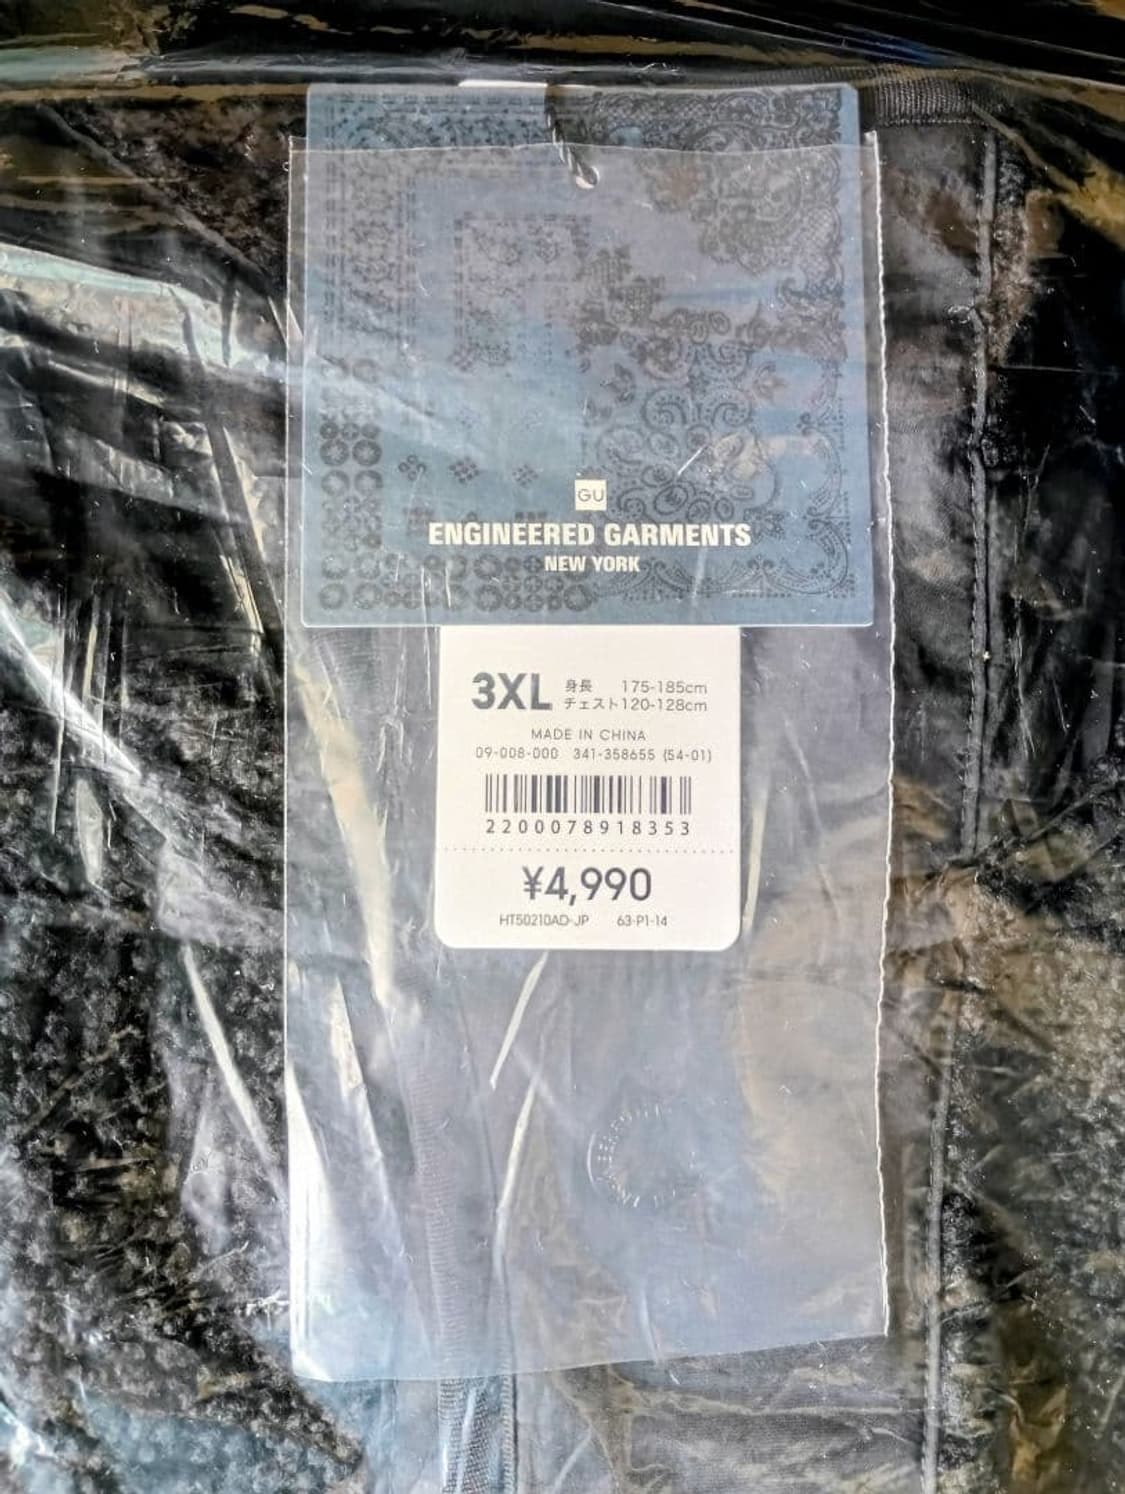 GU
ENGINEERED GARMENTS
NEW YORK
3XL 身長 175-185cm
チェスト120-128cm
MADE IN CHINA
09-008-000 341-358655 (54-01)
2200078918353
¥4,990
HT50210AD-JP 63-P1-14